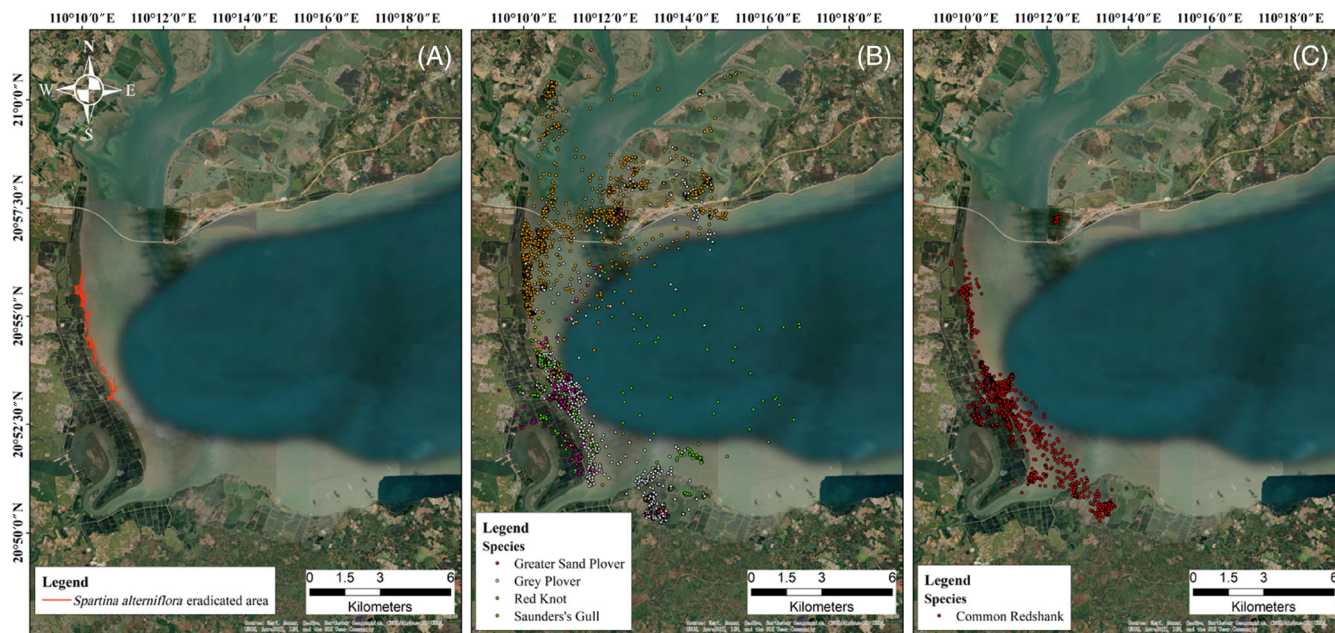 110°10′0″E 110°12′0″E 110°14′0″E 110°16′0″E 110°18′0″E
110°10′0″E 110°12′0″E 110°14′0″E 110°16′0″E 110°18′0″E
110°10′0″E 110°12′0″E 110°14′0″E 110°16′0″E 110°18′0″E
21°0′0″N
20°57′30″N
20°55′0″N
20°52′30″N
20°50′0″N
(A)
N
W E
S
Legend
Spartina alterniflora eradicated area
0 1.5 3 6
Kilometers
(B)
Legend
Species
Greater Sand Plover
Grey Plover
Red Knot
Saunders's Gull
0 1.5 3 6
Kilometers
(C)
Legend
Species
Common Redshank
0 1.5 3 6
Kilometers